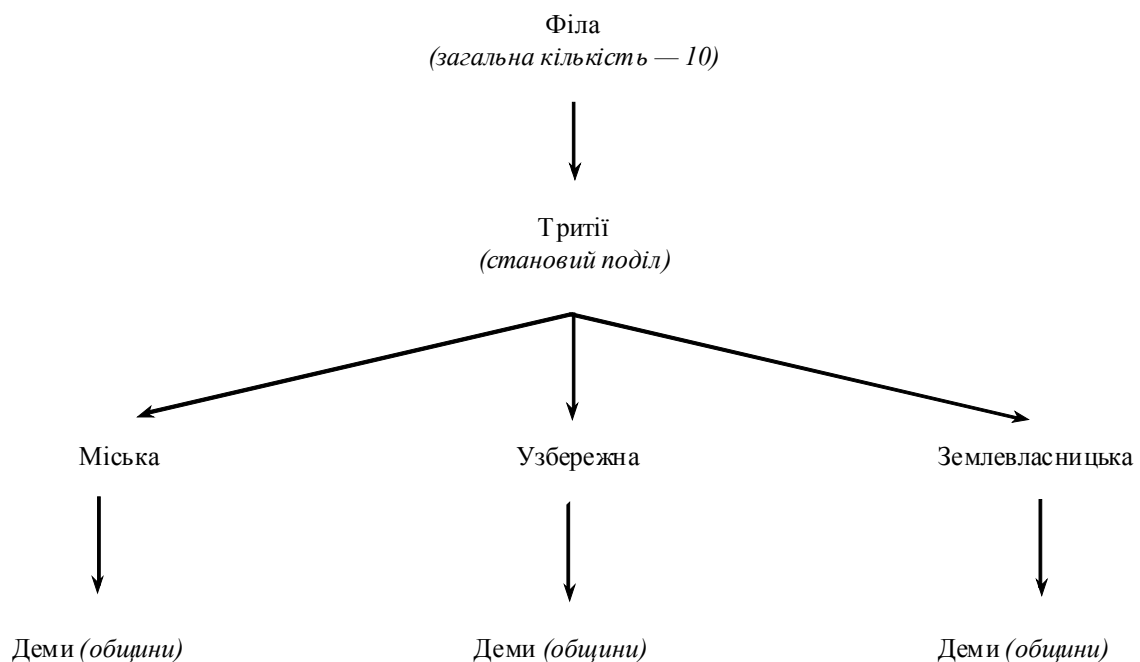 Філа
(загальна кількість — 10)
Тритії
(становий поділ)
Міська
Узбережна
Землевласницька
Деми (общини)
Деми (общини)
Деми (общини)